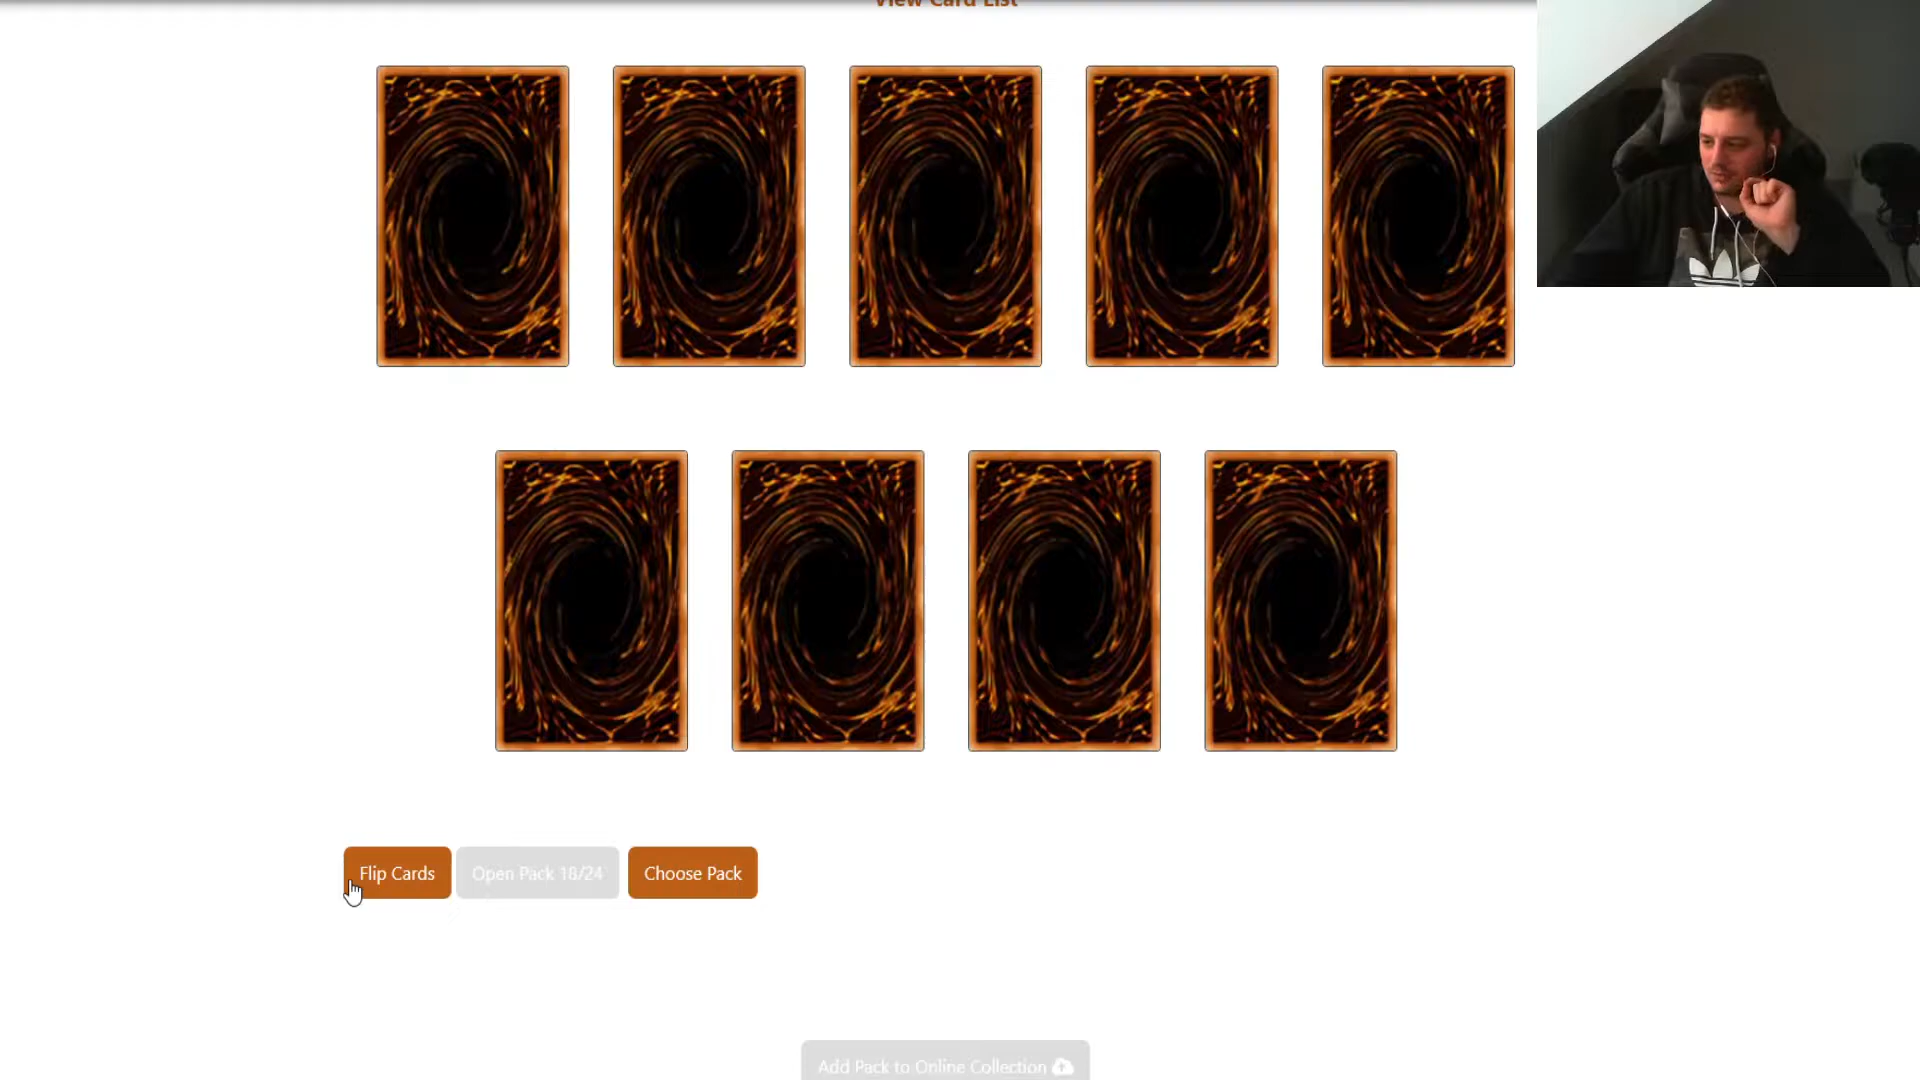 View Card List
Flip Cards
Open Pack 18/24
Choose Pack
Add Pack to Online Collection